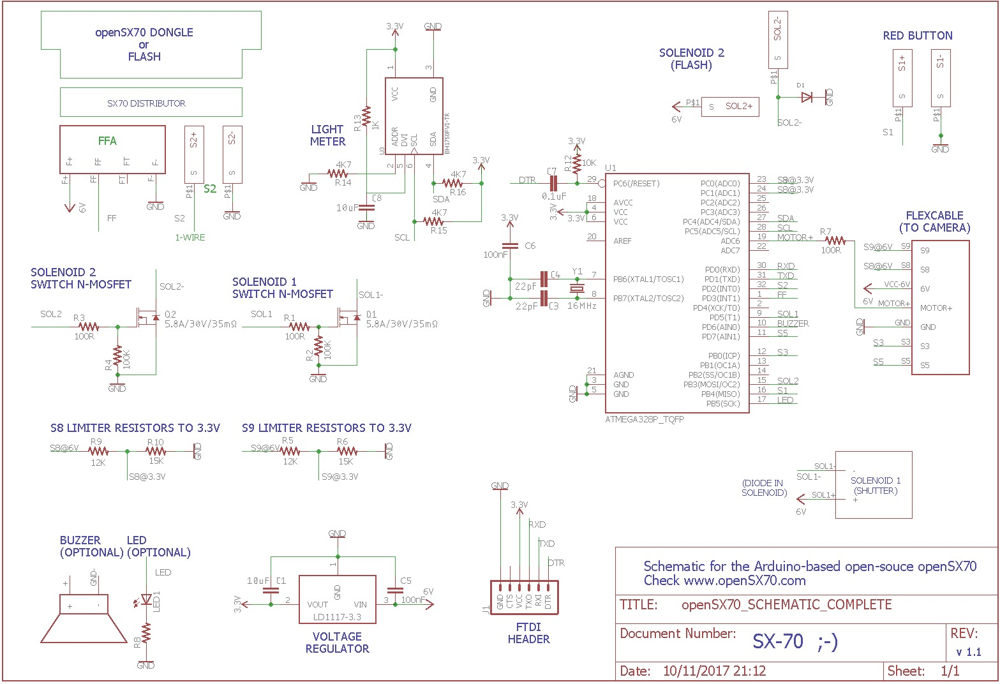 openSX70 DONGLE
or
FLASH
SX70 DISTRIBUTOR
FFA
F+
FF
FT
F-
F+
FF
FT
F-
6V
GND
FF
S2+
S
P$1
S2-
S
P$1
S2
GND
S2
1-WIRE
LIGHT
METER
3.3V
GND
1
3
VCC
GND
ADDR
DVI
SCL
SDA
2
5
6
4
R13
1K
4K7
R14
GND
10uF
C8
GND
3.3V
4K7
R16
SDA
4K7
R15
SCL
SOLENOID 2
(FLASH)
SOL2-
S
P$1
P$1
S
SOL2+
6V
D1
GND
SOL2-
RED BUTTON
S1+
S
P$1
S1-
S
P$1
S1
GND
SOLENOID 2
SWITCH N-MOSFET
SOL2-
SOL2
R3
100R
Q2
5.8A/30V/35mΩ
R4
100K
GND
SOLENOID 1
SWITCH N-MOSFET
SOL1-
SOL1
R1
100R
Q1
5.8A/30V/35mΩ
R2
100K
GND
3.3V
R12
10K
DTR
C7
0.1uF
3.3V
3.3V
3.3V
C6
100nF
C4
22pF
C3
22pF
Y1
16MHz
GND
GND
U1
29
PC6(/RESET)
18
AVCC
4
VCC
6
VCC
20
AREF
7
PB6(XTAL1/TOSC1)
8
PB7(XTAL2/TOSC2)
21
AGND
3
GND
5
GND
PC0(ADC0) 23 S8@3.3V
PC1(ADC1) 24 S9@3.3V
PC2(ADC2) 25
PC3(ADC3) 26
PC4(ADC4/SDA) 27 SDA
PC5(ADC5/SCL) 28 SCL
ADC6 19 MOTOR+
ADC7 22
PD0(RXD) 30 RXD
PD1(TXD) 31 TXD
PD2(INT0) 32 S2
PD3(INT1) 1 FF
PD4(XCK/T0) 2
PD5(T1) 9 SOL1
PD6(AIN0) 10 BUZZER
PD7(AIN1) 11 S5
PB0(ICP) 12 S3
PB1(OC1A) 13
PB2(SS/OC1B) 14
PB3(MOSI/OC2) 15 SOL2
PB4(MISO) 16 S1
PB5(SCK) 17 LED
ATMEGA328P_TQFP
R7
100R
FLEXCABLE
(TO CAMERA)
S9@6V S9 S9
S8@6V S8 S8
VCC-6V 6V
6V
MOTOR+ MOTOR+
GND GND GND
S3 S3 S3
S5 S5 S5
S8 LIMITER RESISTORS TO 3.3V
S8@6V
R9
12K
R10
15K
GND
S8@3.3V
S9 LIMITER RESISTORS TO 3.3V
S9@6V
R5
12K
R6
15K
GND
S9@3.3V
(DIODE IN
SOLENOID)
SOL1-
SOL1-
SOL1+
6V
-
SOLENOID 1
(SHUTTER)
+
BUZZER
(OPTIONAL)
+
GND-
+ -
LED
(OPTIONAL)
LED
LED1
R8
GND
GND
1
10uF
C1
3.3V
2
GND
VOUT
VIN
LD1117-3.3
3
C5
100nF
6V
VOLTAGE
REGULATOR
GND
3.3V
RXD
TXD
DTR
J1
GND
CTS
VCC
TXO
RXI
DTR
FTDI
HEADER
Schematic for the Arduino-based open-souce openSX70
Check www.openSX70.com
TITLE: openSX70_SCHEMATIC_COMPLETE
Document Number: SX-70 ;-)
REV:
v 1.1
Date: 10/11/2017 21:12
Sheet: 1/1